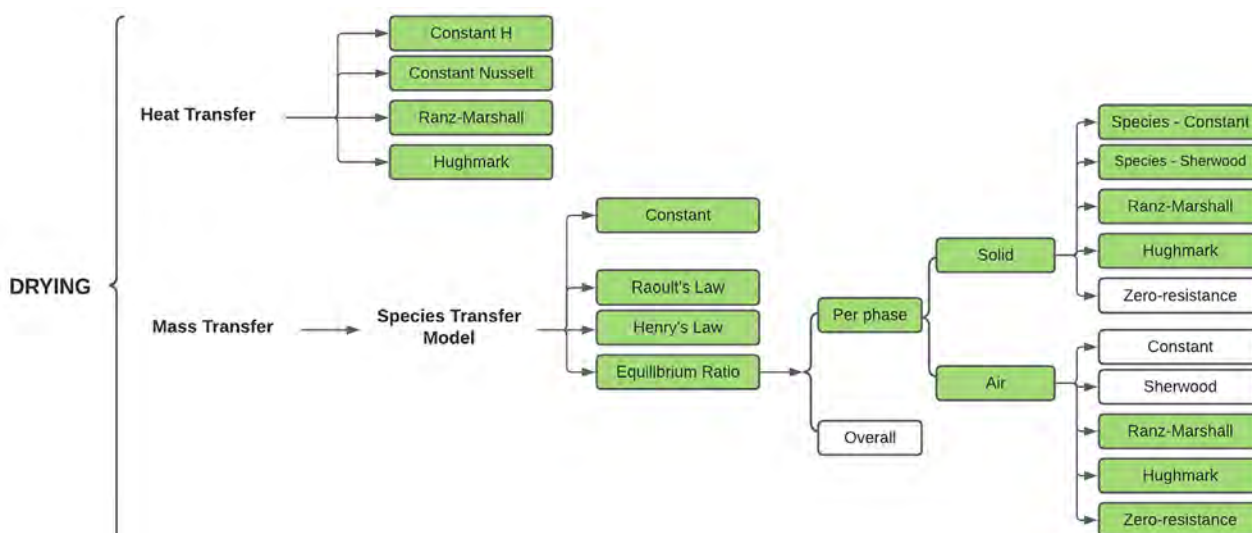 DRYING
Heat Transfer
Constant H
Constant Nusselt
Ranz-Marshall
Hughmark
Mass Transfer
Species Transfer
Model
Constant
Raoult's Law
Henry's Law
Equilibrium Ratio
Per phase
Overall
Solid
Species - Constant
Species - Sherwood
Ranz-Marshall
Hughmark
Zero-resistance
Air
Constant
Sherwood
Ranz-Marshall
Hughmark
Zero-resistance